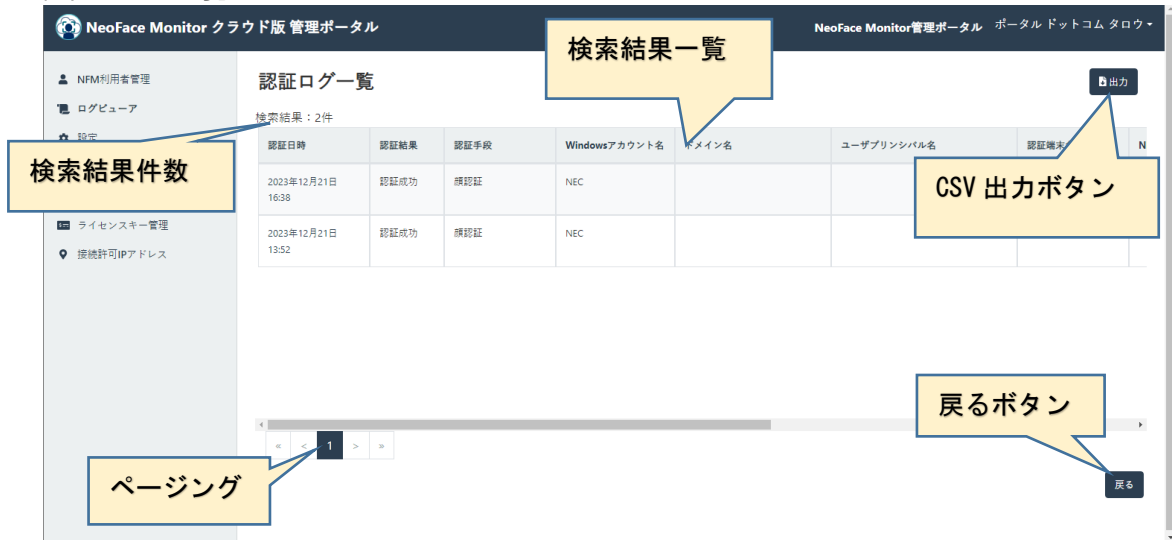 NeoFace Monitor クラウド版 管理ポータル
NeoFace Monitor管理ポータル ポータル ドットコム タロウ
検索結果一覧
NFM利用者管理
ログビューア
設定
ライセンスキー管理
接続許可IPアドレス
認証ログ一覧
出力
検索結果：2件
検索結果件数
認証日時 認証結果 認証手段 Windowsアカウント名 ドメイン名 ユーザプリンシパル名 認証端末 N
2023年12月21日
16:38
認証成功 顔認証 NEC
2023年12月21日
13:52
認証成功 顔認証 NEC
CSV 出力ボタン
戻るボタン
« < 1 > »
ページング
戻る